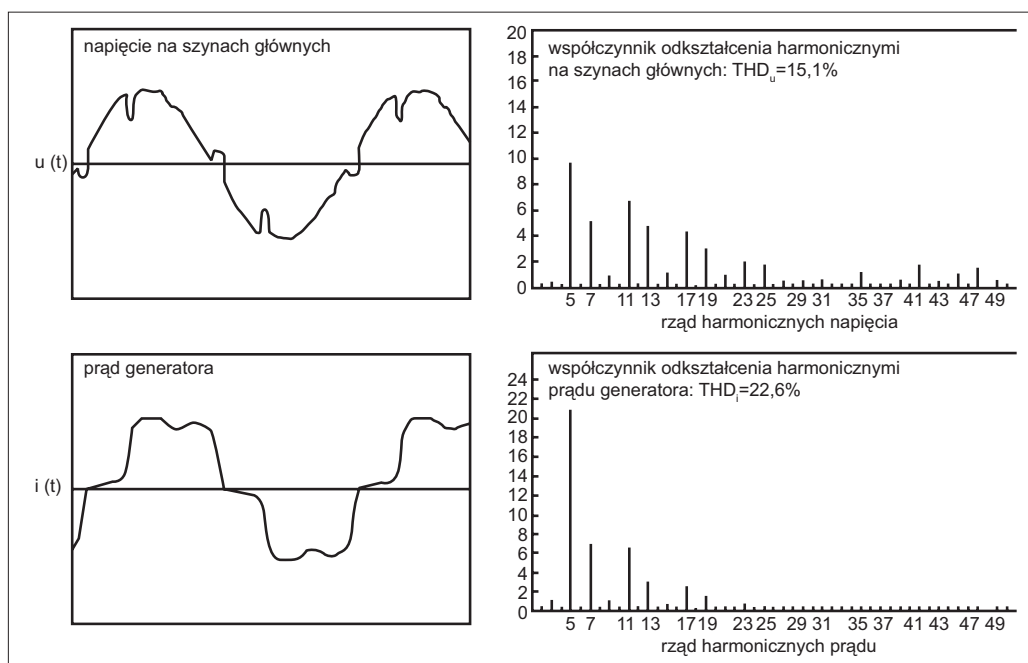 napięcie na szynach głównych
u (t)
współczynnik odkształcenia harmonicznymi
na szynach głównych: THDu=15,1%
20
18
16
14
12
10
8
6
4
2
0
5 7 11 13 17 19 23 25 29 31 35 37 41 43 47 49
rząd harmonicznych napięcia
prąd generatora
i (t)
współczynnik odkształcenia harmonicznymi
prądu generatora: THDi=22,6%
24
22
20
18
16
14
12
10
8
6
4
2
0
5 7 11 13 17 19 23 25 29 31 35 37 41 43 47 49
rząd harmonicznych prądu